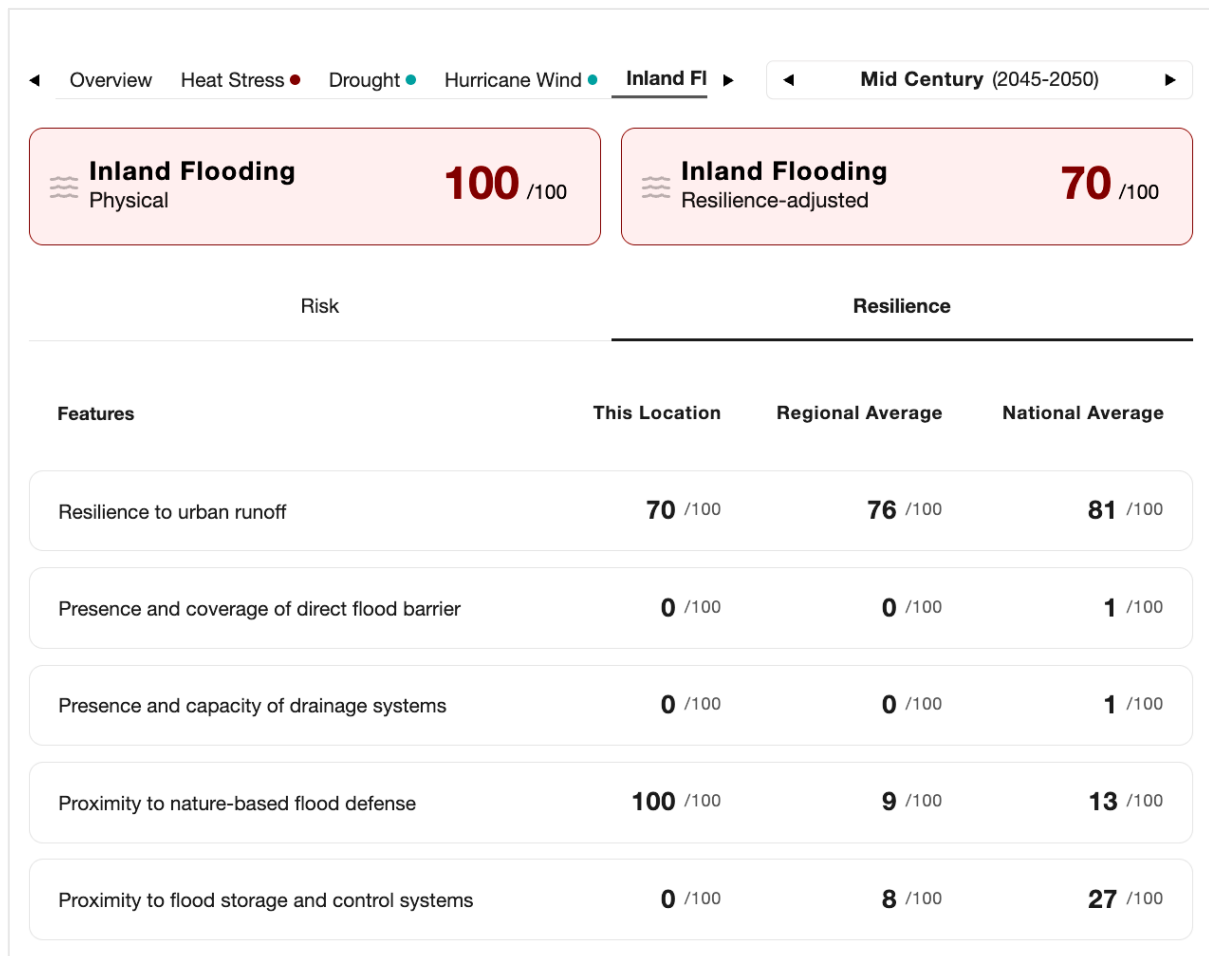 ◀ Overview Heat Stress ● Drought ● Hurricane Wind ● Inland Fl ▶ ◀ Mid Century (2045-2050) ▶
Inland Flooding 100 /100
Physical
Inland Flooding 70 /100
Resilience-adjusted
Risk Resilience
Features This Location Regional Average National Average
Resilience to urban runoff 70 /100 76 /100 81 /100
Presence and coverage of direct flood barrier 0 /100 0 /100 1 /100
Presence and capacity of drainage systems 0 /100 0 /100 1 /100
Proximity to nature-based flood defense 100 /100 9 /100 13 /100
Proximity to flood storage and control systems 0 /100 8 /100 27 /100